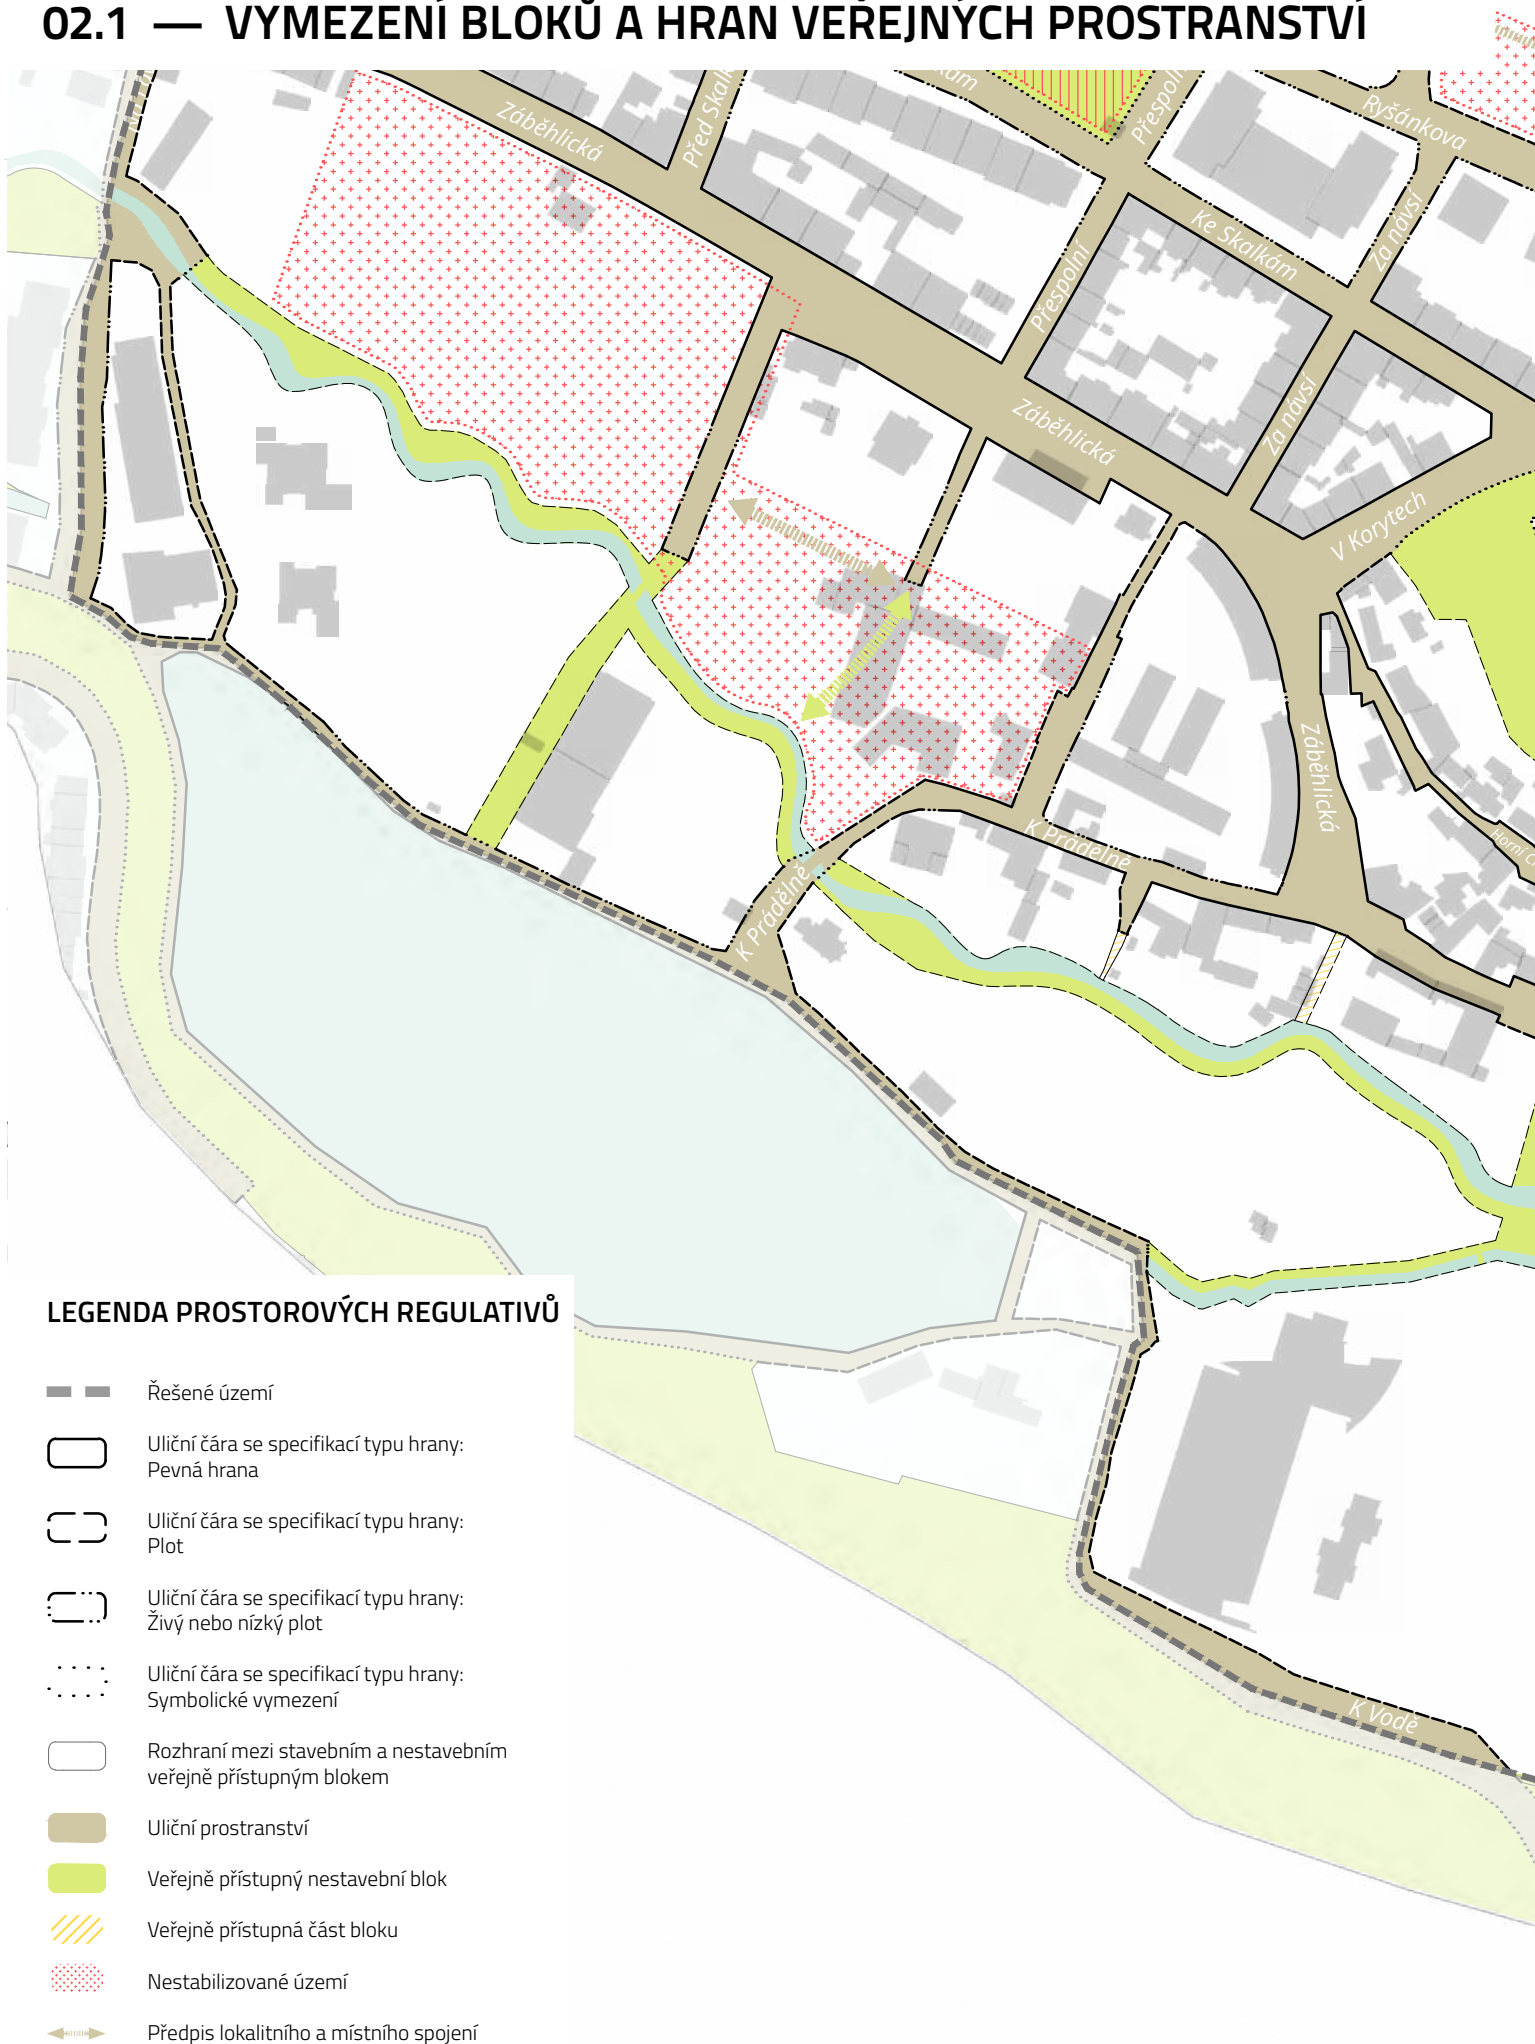 02.1 — VYMEZENÍ BLOKŮ A HRAN VEŘEJNÝCH PROSTRANSTVÍ
Záběhlická
Před Skalk
kám
Přespoln
Ryšánkova
Ke Skalkám
Za návsí
Přespolní
Záběhlická
Za návsí
V Korytech
Záběhlická
Horní
K Prádelně
K Prádelně
K Vodě
LEGENDA PROSTOROVÝCH REGULATIVŮ
Řešené území
Uliční čára se specifikací typu hrany:
Pevná hrana
Uliční čára se specifikací typu hrany:
Plot
Uliční čára se specifikací typu hrany:
Živý nebo nízký plot
Uliční čára se specifikací typu hrany:
Symbolické vymezení
Rozhraní mezi stavebním a nestavebním
veřejně přístupným blokem
Uliční prostranství
Veřejně přístupný nestavební blok
Veřejně přístupná část bloku
Nestabilizované území
Předpis lokalitního a místního spojení